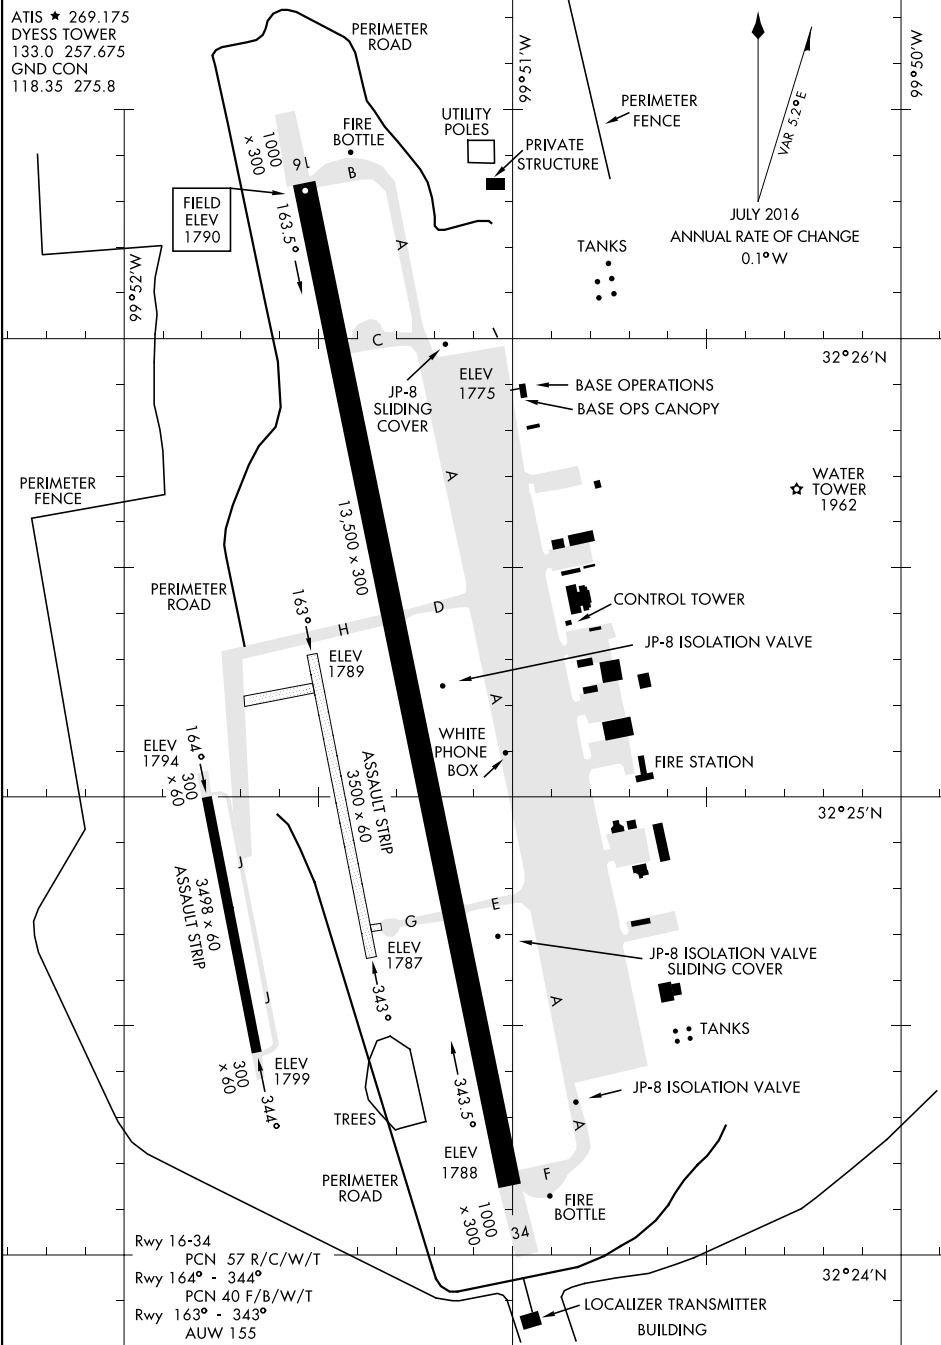 ATIS ★ 269.175
DYESS TOWER
133.0 257.675
GND CON
118.35 275.8
PERIMETER
ROAD
99°51'W
99°50'W
PERIMETER
FENCE
VAR 5.2°E
JULY 2016
ANNUAL RATE OF CHANGE
0.1°W
UTILITY
POLES
PRIVATE
STRUCTURE
FIRE
BOTTLE
1000
x 300
16
B
FIELD
ELEV
1790
163.5°
A
TANKS
99°52'W
C
I
32°26'N
JP-8
SLIDING
COVER
ELEV
1775
BASE OPERATIONS
BASE OPS CANOPY
A
WATER
TOWER
1962
PERIMETER
FENCE
13,500 x 300
PERIMETER
ROAD
163°
H
D
CONTROL TOWER
ELEV
1789
JP-8 ISOLATION VALVE
A
WHITE
PHONE
BOX
FIRE STATION
ELEV
1794
164°
300
x 60
ASSAULT STRIP
3500 x 60
32°25'N
J
3498 x 60
ASSAULT STRIP
G
E
ELEV
1787
JP-8 ISOLATION VALVE
SLIDING COVER
343°
J
A
TANKS
ELEV
1799
300
x 60
344°
343.5°
JP-8 ISOLATION VALVE
TREES
A
ELEV
1788
F
PERIMETER
ROAD
FIRE
BOTTLE
1000
x 300
34
Rwy 16-34
PCN 57 R/C/W/T
Rwy 164° - 344°
PCN 40 F/B/W/T
Rwy 163° - 343°
AUW 155
32°24'N
LOCALIZER TRANSMITTER
BUILDING